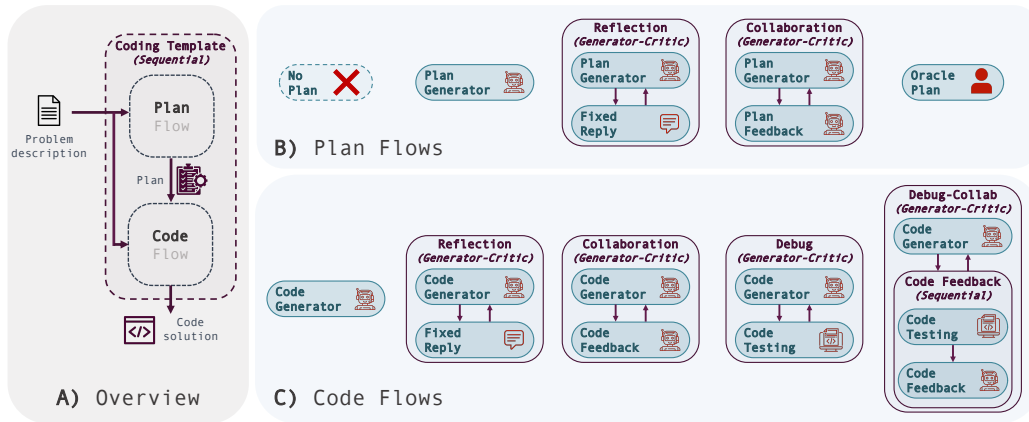 Coding Template
(Sequential)
Plan
Flow
Problem
description
Plan
Code
Flow
Code
solution
</>
A) Overview
No
Plan
Plan
Generator
Reflection
(Generator-Critic)
Plan
Generator
Fixed
Reply
Collaboration
(Generator-Critic)
Plan
Generator
Plan
Feedback
Oracle
Plan
B) Plan Flows
Code
Generator
Reflection
(Generator-Critic)
Code
Generator
Fixed
Reply
Collaboration
(Generator-Critic)
Code
Generator
Code
Feedback
Debug
(Generator-Critic)
Code
Generator
Code
Testing
</>
Debug-Collab
(Generator-Critic)
Code
Generator
Code Feedback
(Sequential)
Code
Testing
</>
Code
Feedback
C) Code Flows